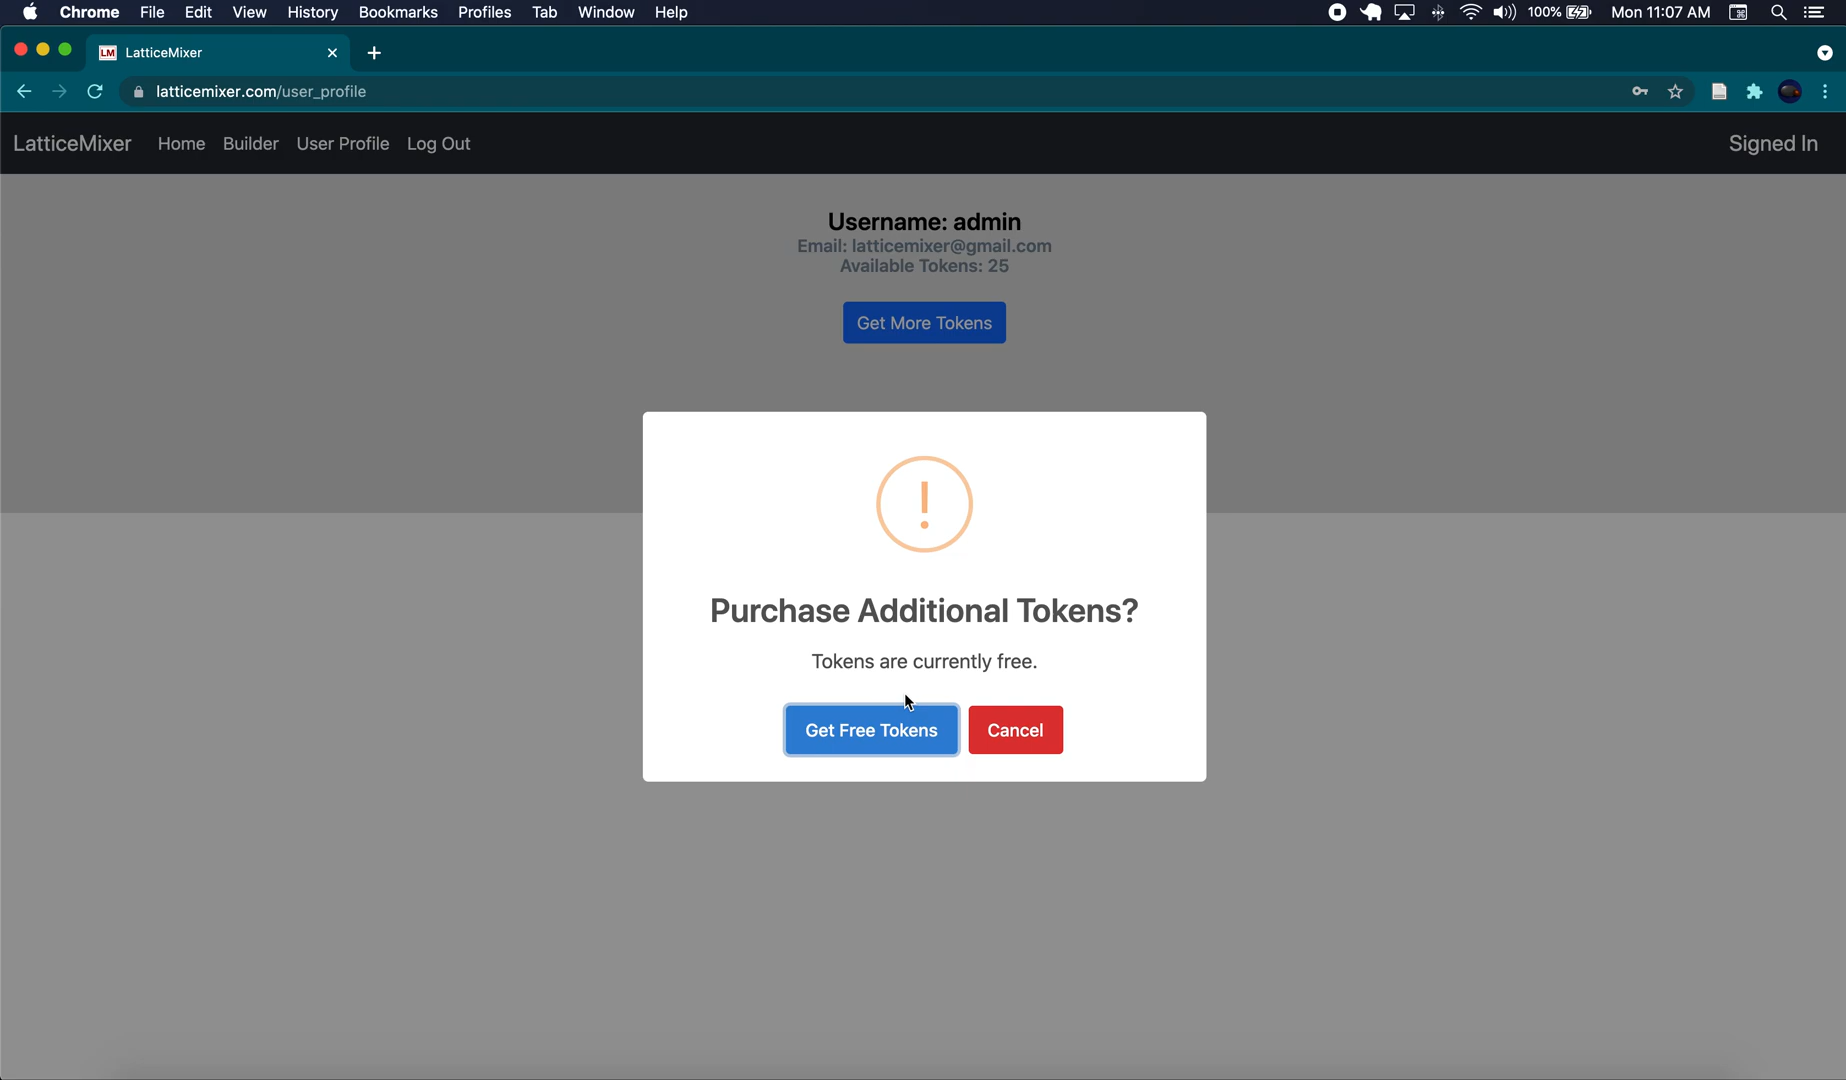 Chrome File Edit View History Bookmarks Profiles Tab Window Help 100% Mon 11:07 AM
LM LatticeMixer
latticemixer.com/user_profile
LatticeMixer Home Builder User Profile Log Out Signed In
Username: admin
Email: latticemixer@gmail.com
Available Tokens: 25
Get More Tokens
!
Purchase Additional Tokens?
Tokens are currently free.
Get Free Tokens Cancel